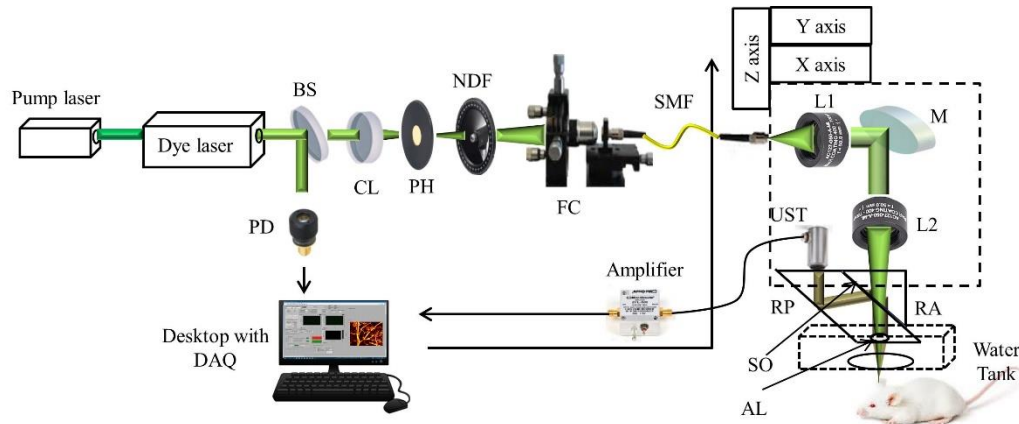 Y axis
Z axis
X axis
Pump laser
Dye laser
BS
CL
PH
NDF
FC
SMF
L1
M
L2
UST
PD
Amplifier
Desktop with
DAQ
RP
RA
SO
AL
Water
Tank